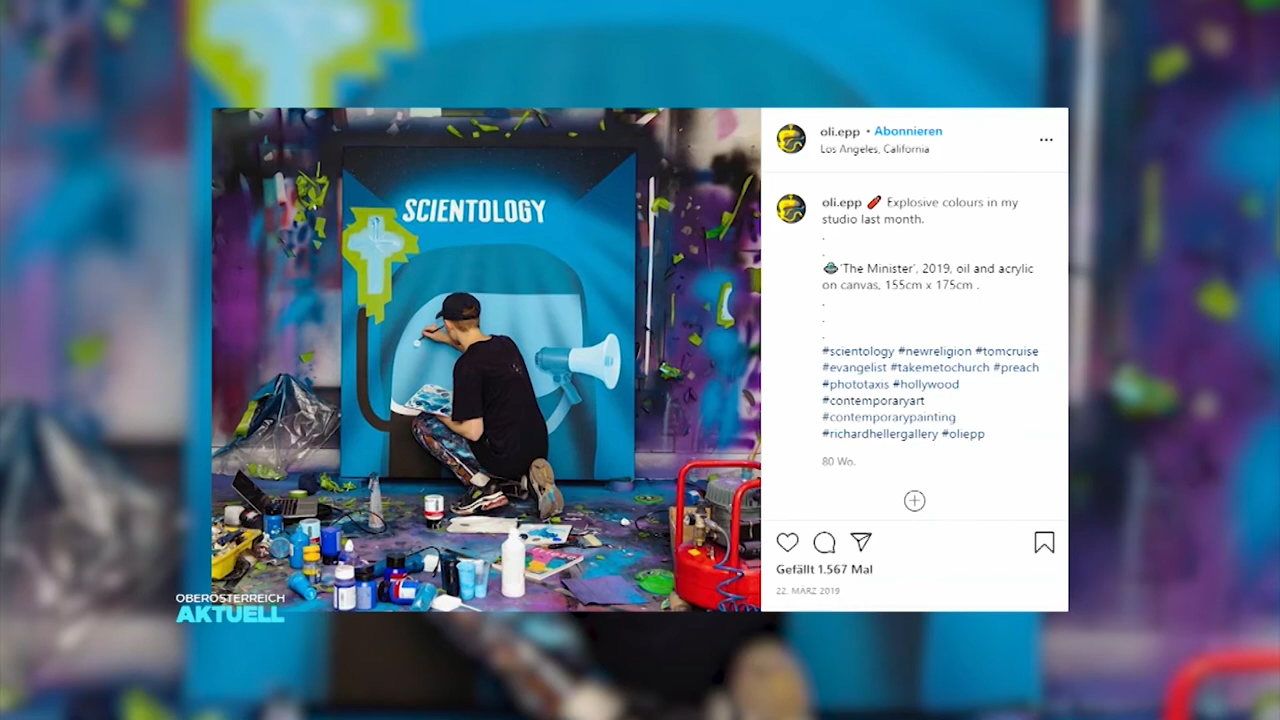 SCIENTOLOGY
oli.epp • Abonnieren
Los Angeles, California
oli.epp 🧨 Explosive colours in my
studio last month.
.
.
🛸'The Minister', 2019, oil and acrylic
on canvas, 155cm x 175cm .
.
.
.
#scientology #newreligion #tomcruise
#evangelist #takemetochurch #preach
#phototaxis #hollywood
#contemporaryart
#contemporarypainting
#richardhellergallery #oliepp
80 Wo.
Gefällt 1.567 Mal
22. MÄRZ 2019
OBERÖSTERREICH
AKTUELL